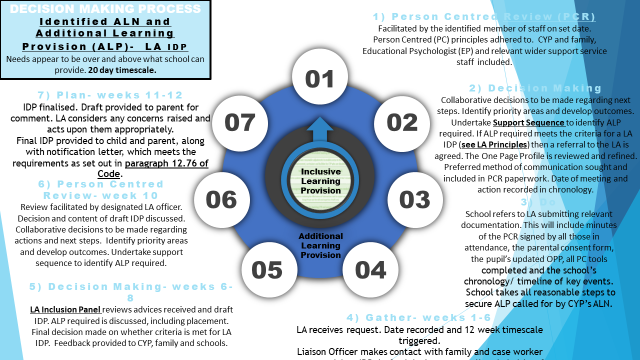 DECISION MAKING PROCESS
Identified ALN and
Additional Learning
Provision (ALP)- LA IDP
Needs appear to be over and above what school can
provide. 20 day timescale.
1) Person Centred Review (PCR)
Facilitated by the identified member of staff on set date.
Person Centred (PC) principles adhered to. CYP and family,
Educational Psychologist (EP) and relevant wider support service
staff included.
2) Decision Making
Collaborative decisions to be made regarding next
steps. Identify priority areas and develop outcomes.
Undertake Support Sequence to identify ALP
required. If ALP required meets the criteria for a LA
IDP (see LA Principles) then a referral to the LA is
agreed. The One Page Profile is reviewed and refined.
Preferred method of communication sought and
included in PCR paperwork. Date of meeting and
action recorded in chronology.
3)
School refers to LA submitting relevant
documentation. This will include minutes
of the PCR signed by all those in
attendance, the parental consent form,
the pupil's updated OPP, all PC tools
completed and the school's
chronology/ timeline of key events.
School takes all reasonable steps to
secure ALP called for by CYP's ALN.
4) Gather- weeks 1-6
LA receives request. Date recorded and 12 week timescale
triggered.
Liaison Officer makes contact with family and case worker
5) Decision Making- weeks 6-
8
LA Inclusion Panel reviews advices received and draft
IDP. ALP required is discussed, including placement.
Final decision made on whether criteria is met for LA
IDP. Feedback provided to CYP, family and schools.
6) Person Centred
Review- week 10
Review facilitated by designated LA officer.
Decision and content of draft IDP discussed.
Collaborative decisions to be made regarding
actions and next steps. Identify priority areas
and develop outcomes. Undertake support
sequence to identify ALP required.
7) Plan- weeks 11-12
IDP finalised. Draft provided to parent for
comment. LA considers any concerns raised and
acts upon them appropriately.
Final IDP provided to child and parent, along
with notification letter, which meets the
requirements as set out in paragraph 12.76 of
Code.
01
02
03
04
05
06
07
Inclusive
Learning
Provision
Additional
Learning
Provision